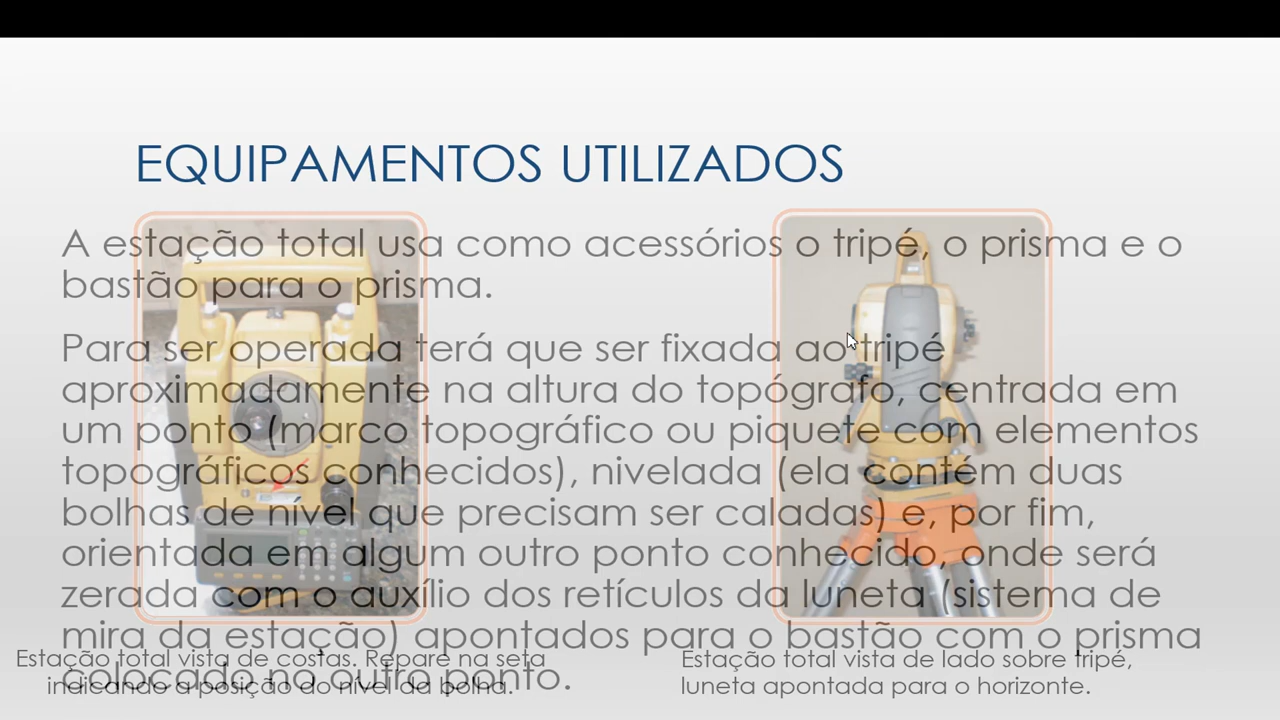 EQUIPAMENTOS UTILIZADOS
A estação total usa como acessórios o tripé, o prisma e o
bastão para o prisma.
Para ser operada terá que ser fixada ao tripé
aproximadamente na altura do topógrafo, centrada em
um ponto (marco topográfico ou piquete com elementos
topográficos conhecidos), nivelada (ela contém duas
bolhas de nível que precisam ser caladas) e, por fim,
orientada em algum outro ponto conhecido, onde será
zerada com o auxílio dos retículos da luneta (sistema de
mira da estação) apontados para o bastão com o prisma
colocado no outro ponto.
Estação total vista de costas. Repare na seta
indicando a posição do nível da bolha.
Estação total vista de lado sobre tripé,
luneta apontada para o horizonte.